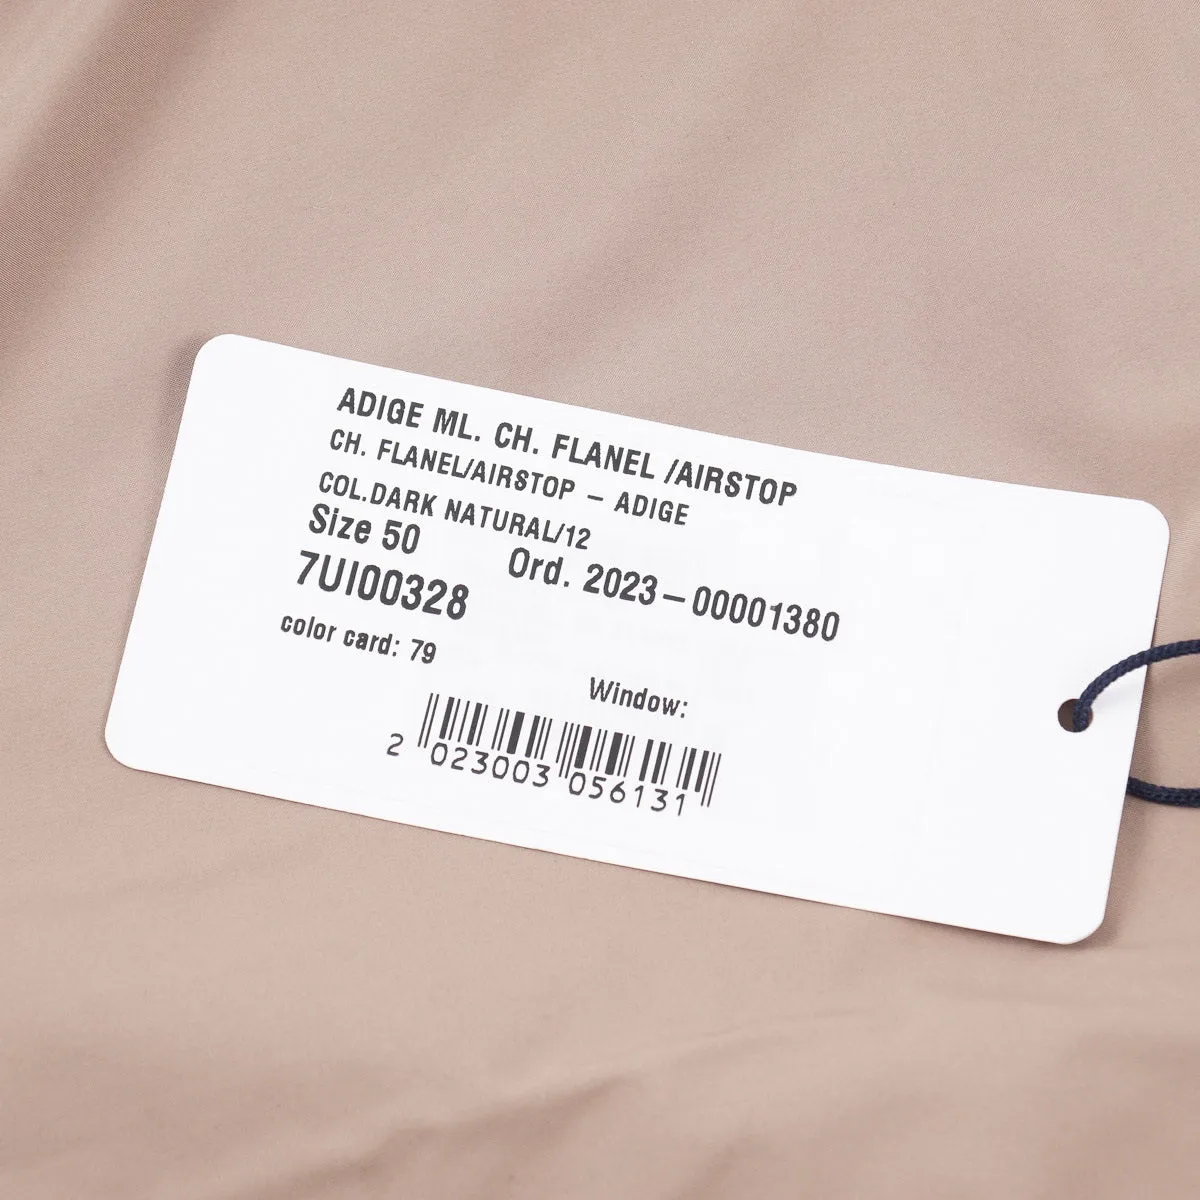 ADIGE ML. CH. FLANEL /AIRSTOP
CH. FLANEL/AIRSTOP – ADIGE
COL.DARK NATURAL/12
Size 50 Ord. 2023–00001380
7UI00328
color card: 79
Window:
2 023003 056131